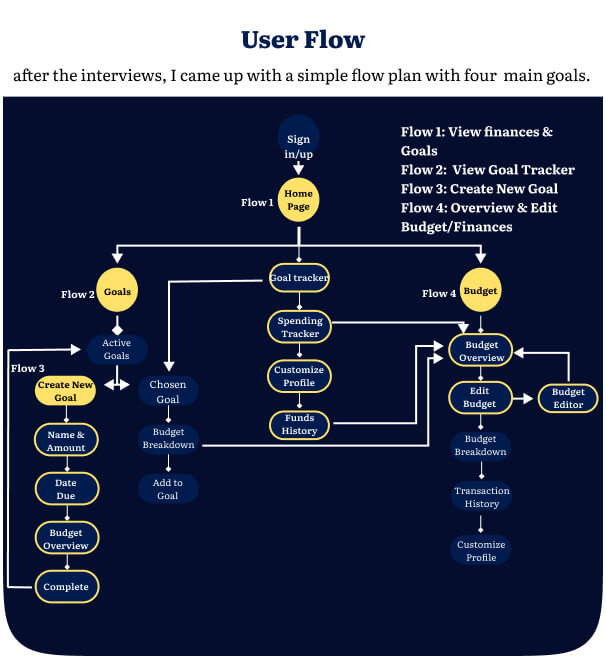 User Flow
after the interviews, I came up with a simple flow plan with four main goals.
Sign
in/up
Flow 1: View finances &
Goals
Flow 2: View Goal Tracker
Flow 3: Create New Goal
Flow 4: Overview & Edit
Budget/Finances
Flow 1
Home
Page
Flow 2
Goals
Goal tracker
Flow 4
Budget
Spending
Tracker
Active
Goals
Budget
Overview
Flow 3
Create New
Goal
Chosen
Goal
Customize
Profile
Edit
Budget
Budget
Editor
Funds
History
Name &
Amount
Budget
Breakdown
Budget
Breakdown
Date
Due
Add to
Goal
Transaction
History
Budget
Overview
Customize
Profile
Complete